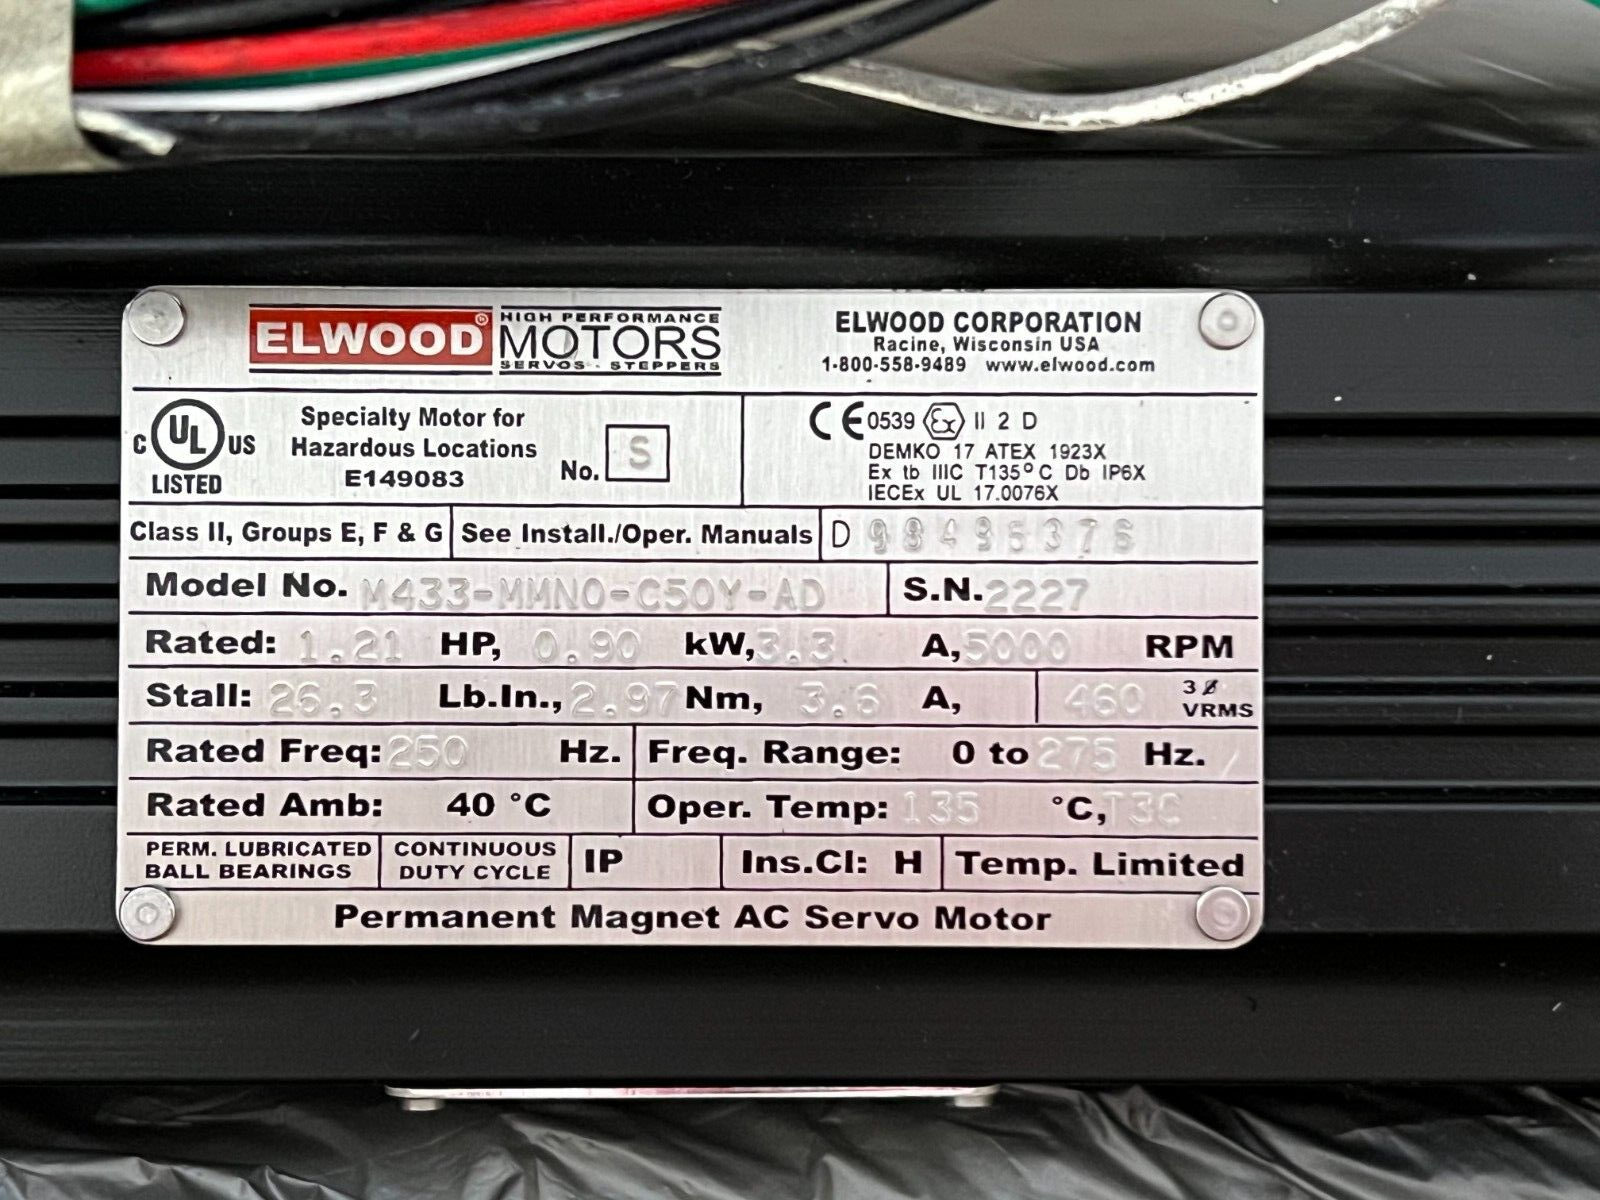 ELWOOD®
HIGH PERFORMANCE
MOTORS
SERVOS - STEPPERS
ELWOOD CORPORATION
Racine, Wisconsin USA
1-800-558-9489 www.elwood.com
C UL US
LISTED
Specialty Motor for
Hazardous Locations
E149083
No. S
CE 0539 Ex II 2 D
DEMKO 17 ATEX 1923X
Ex tb IIIC T135°C Db IP6X
IECEx UL 17.0076X
Class II, Groups E, F & G
See Install./Oper. Manuals
D
Model No. M433-MMN0-C50Y-AD
S.N. 2227
Rated: 1.21 HP, 0.90 kW, 3.3 A, 5000 RPM
Stall: 26.3 Lb.In., 2.97 Nm, 3.6 A, 460 3 Ø VRMS
Rated Freq: 250 Hz. Freq. Range: 0 to 275 Hz.
Rated Amb: 40 °C Oper. Temp: 135 °C, T3C
PERM. LUBRICATED
BALL BEARINGS
CONTINUOUS
DUTY CYCLE
IP
Ins.Cl: H
Temp. Limited
Permanent Magnet AC Servo Motor